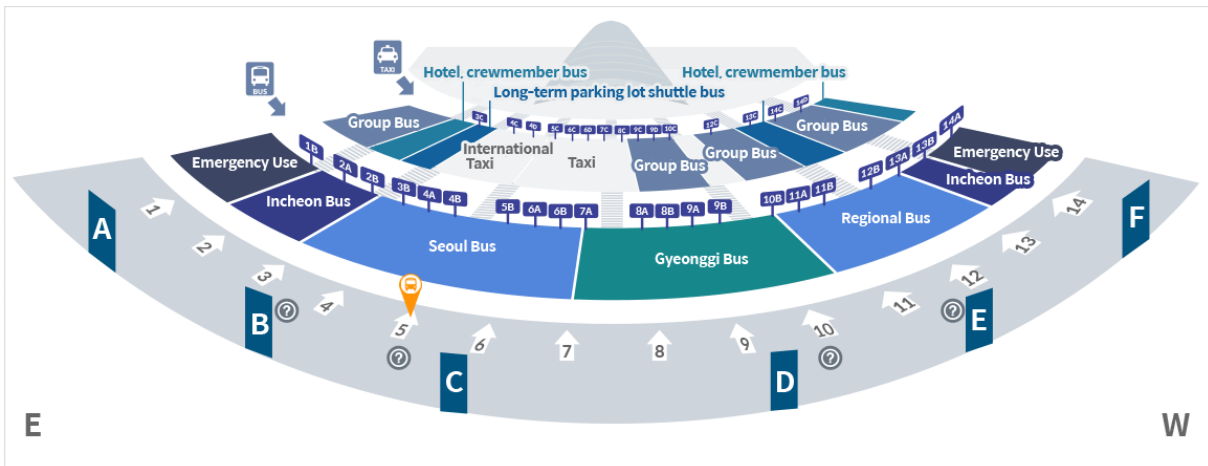 TAXI
BUS
Hotel, crewmember bus
Hotel, crewmember bus
Long-term parking lot shuttle bus
3C
4C
4D
5C
6C
6D
7C
8C
9C
9D
10C
12C
13C
14C
14D
Group Bus
International
Taxi
Taxi
Group Bus
Group Bus
Group Bus
Emergency Use
1B
2A
2B
3B
4A
4B
5B
6A
6B
7A
8A
8B
9A
9B
10B
11A
11B
12B
13A
13B
14A
Emergency Use
Incheon Bus
Incheon Bus
Seoul Bus
Gyeonggi Bus
Regional Bus
A
B
C
D
E
F
1
2
3
4
5
6
7
8
9
10
11
12
13
14
?
?
?
?
E
W